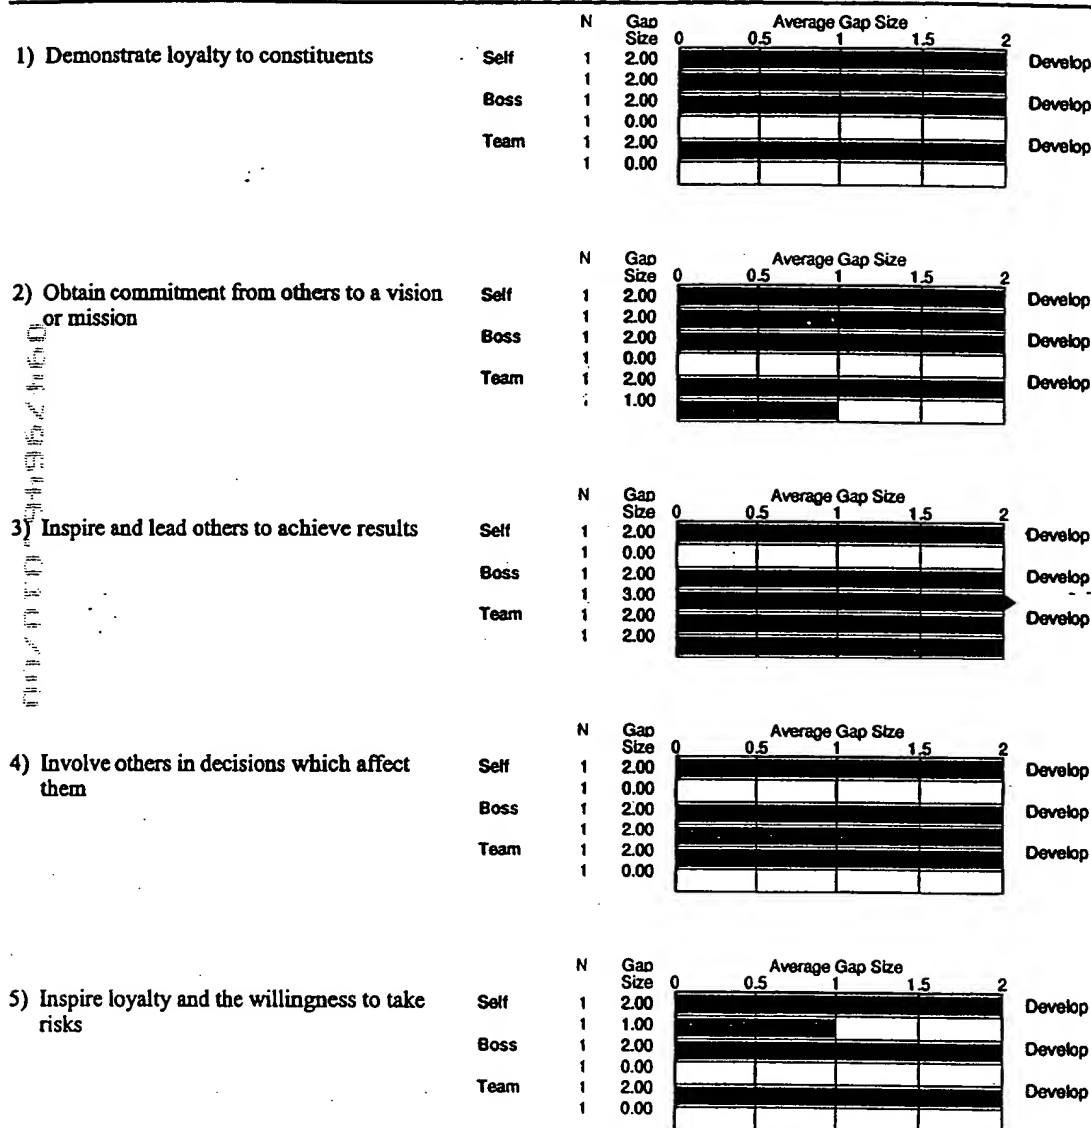 N Gap Average Gap Size
Size 0 0.5 1 1.5 2
1) Demonstrate loyalty to constituents Self 1 2.00 Develop
1 2.00
Boss 1 2.00 Develop
1 0.00
Team 1 2.00 Develop
1 0.00
N Gap Average Gap Size
Size 0 0.5 1 1.5 2
2) Obtain commitment from others to a vision Self 1 2.00 Develop
or mission 1 2.00
Boss 1 2.00 Develop
1 0.00
Team 1 2.00 Develop
1 1.00
N Gap Average Gap Size
Size 0 0.5 1 1.5 2
3) Inspire and lead others to achieve results Self 1 2.00 Develop
1 0.00
Boss 1 2.00 Develop
1 3.00
Team 1 2.00 Develop
1 2.00
N Gap Average Gap Size
Size 0 0.5 1 1.5 2
4) Involve others in decisions which affect Self 1 2.00 Develop
them 1 0.00
Boss 1 2.00 Develop
1 2.00
Team 1 2.00 Develop
1 0.00
N Gap Average Gap Size
Size 0 0.5 1 1.5 2
5) Inspire loyalty and the willingness to take Self 1 2.00 Develop
risks 1 1.00
Boss 1 2.00 Develop
1 0.00
Team 1 2.00 Develop
1 0.00